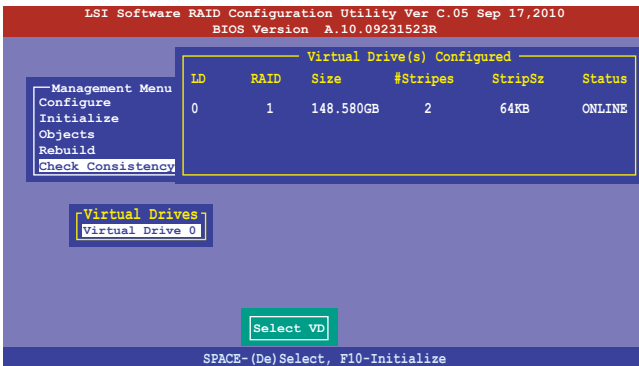 LSI Software RAID Configuration Utility Ver C.05 Sep 17,2010
BIOS Version A.10.09231523R
Virtual Drive(s) Configured
LD RAID Size #Stripes StripSz Status
0 1 148.580GB 2 64KB ONLINE
Management Menu
Configure
Initialize
Objects
Rebuild
Check Consistency
Virtual Drives
Virtual Drive 0
Select VD
SPACE-(De)Select, F10-Initialize